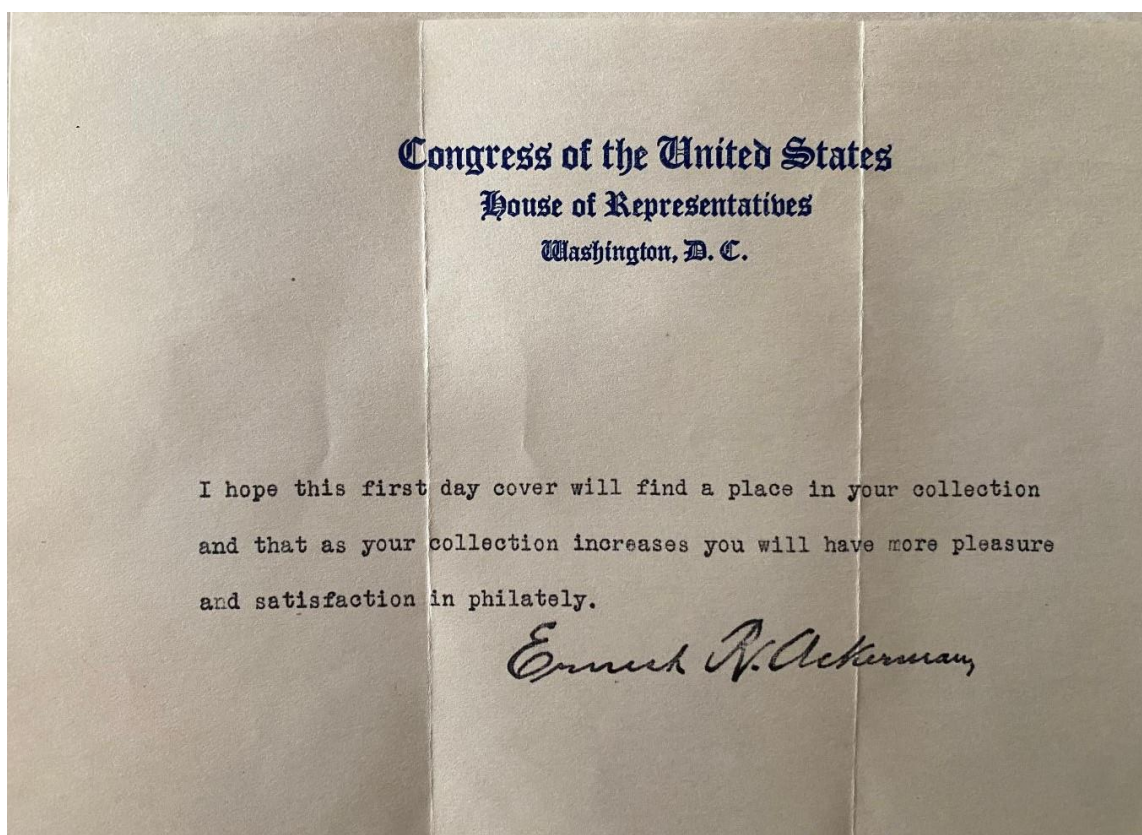 Congress of the United States
House of Representatives
Washington, D. C.
I hope this first day cover will find a place in your collection
and that as your collection increases you will have more pleasure
and satisfaction in philately.
Ernest R. Ackerman